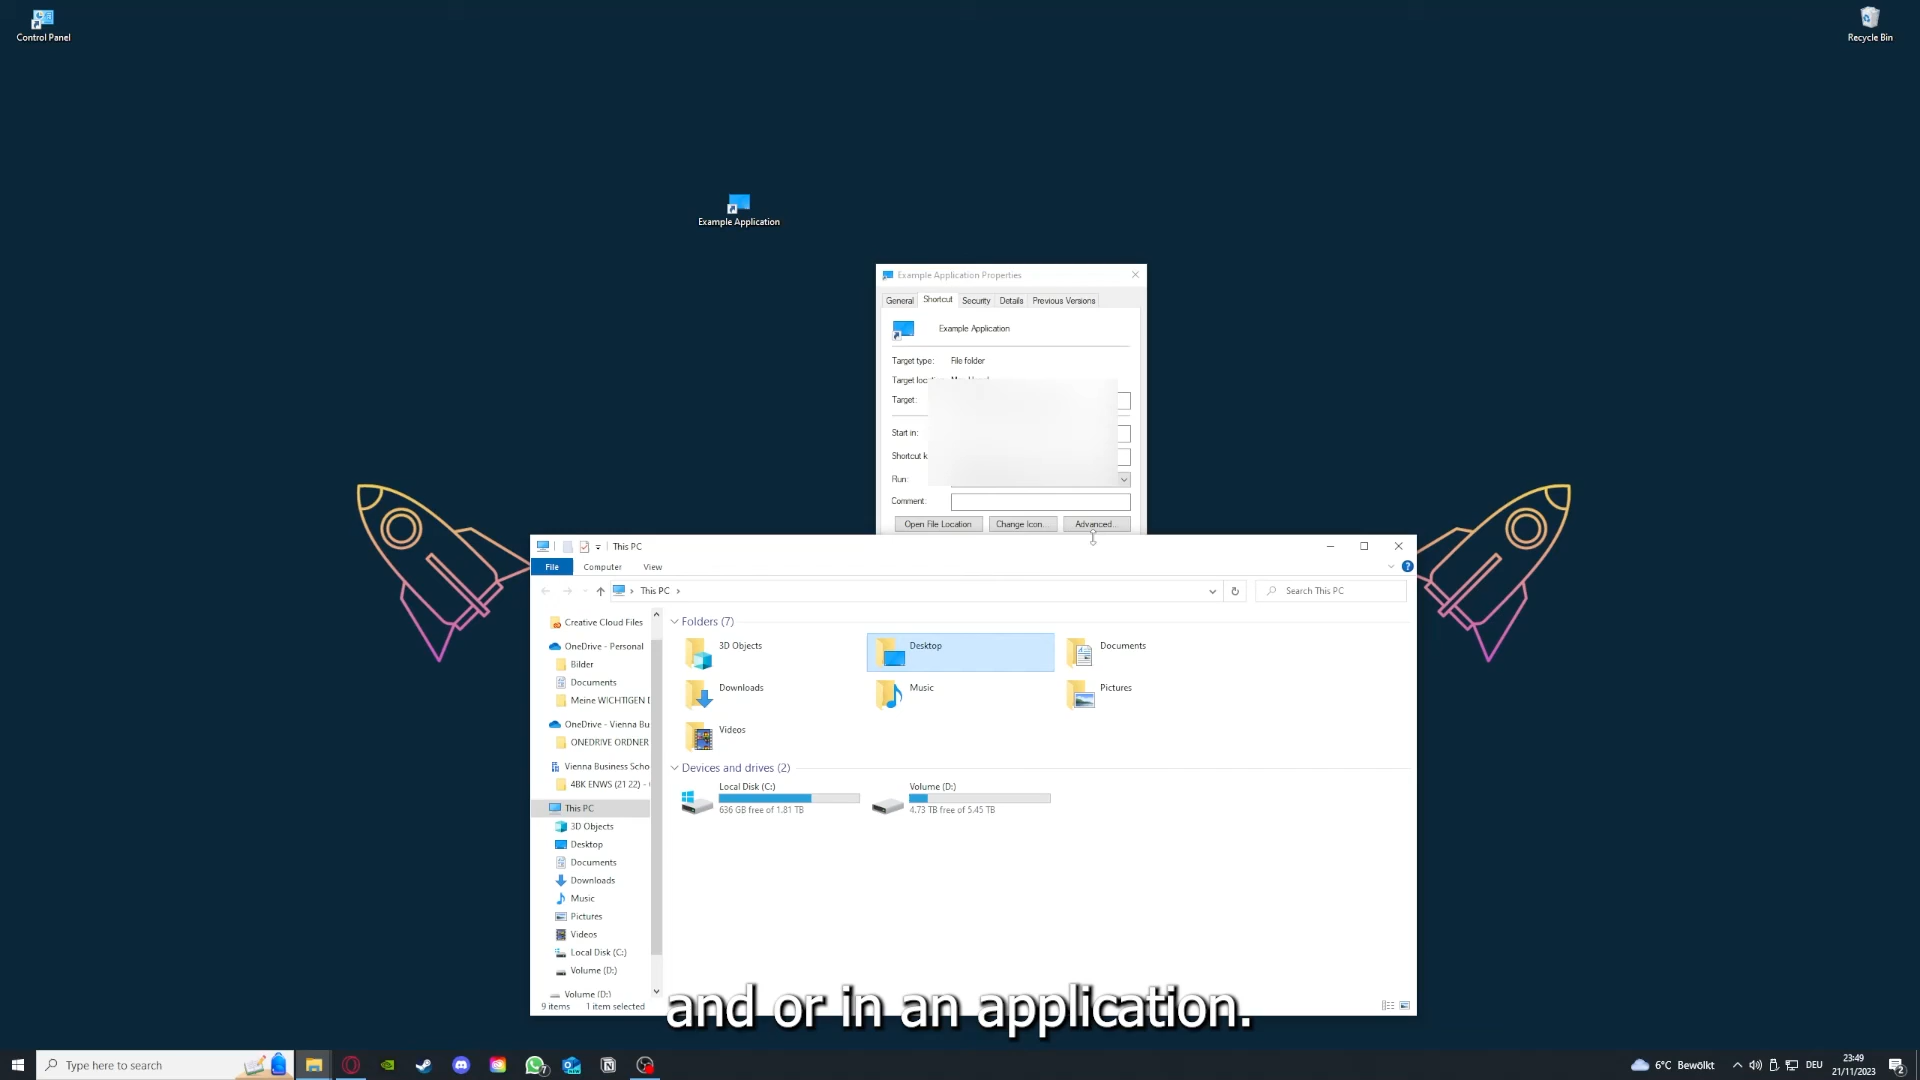 Control Panel
Recycle Bin
Example Application
Example Application Properties
General Shortcut Security Details Previous Versions
Example Application
Target type: File folder
Target:
Start in:
Shortcut k
Run:
Comment:
Open File Location Change Icon... Advanced...
This PC
File Computer View
This PC
Search This PC
Creative Cloud Files
OneDrive - Personal
Bilder
Documents
Meine WICHTIGEN
OneDrive - Vienna Bu
ONEDRIVE ORDNER
Vienna Business Scho
4BK ENWS (21 22) -
This PC
3D Objects
Desktop
Documents
Downloads
Music
Pictures
Videos
Local Disk (C:)
Volume (D:)
Volume (D:)
Folders (7)
3D Objects Desktop Documents
Downloads Music Pictures
Videos
Devices and drives (2)
Local Disk (C:) Volume (D:)
636 GB free of 1.81 TB 4.73 TB free of 5.45 TB
9 items 1 item selected
and or in an application.
Type here to search
7
6°C Bewölkt
DEU
23:49
21/11/2023
2